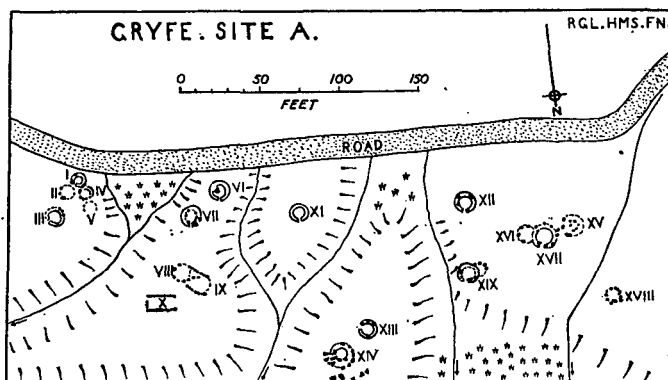 GRYFE. SITE A.
RGL.HMS.FN.
0 50 100 150
FEET
N
ROAD
I
II
IV
III
V
VI
VII
XI
XII
XV
XVI
XVII
VIII
IX
XIX
X
XVIII
XIII
XIV